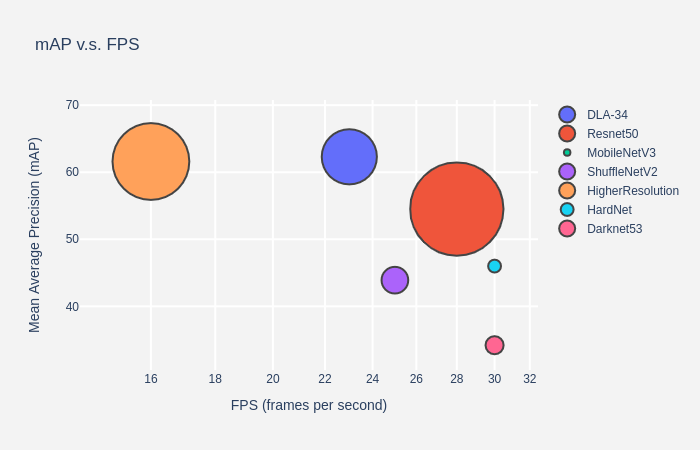 mAP v.s. FPS
70
60
50
40
Mean Average Precision (mAP)
16 18 20 22 24 26 28 30 32
FPS (frames per second)
DLA-34
Resnet50
MobileNetV3
ShuffleNetV2
HigherResolution
HardNet
Darknet53